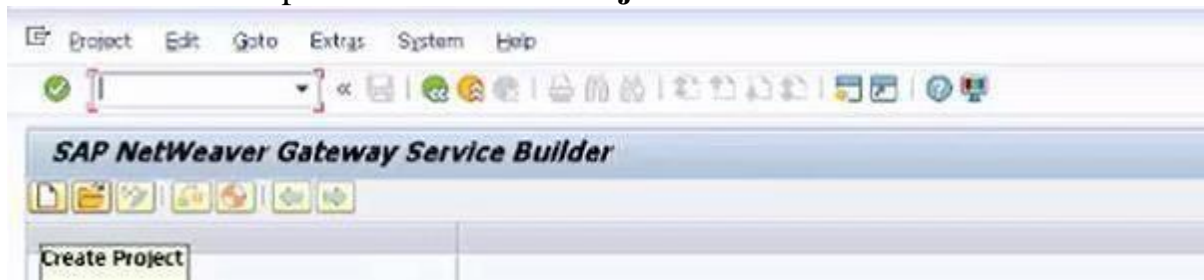 Project Edit Goto Extras System Help
SAP NetWeaver Gateway Service Builder
Create Project